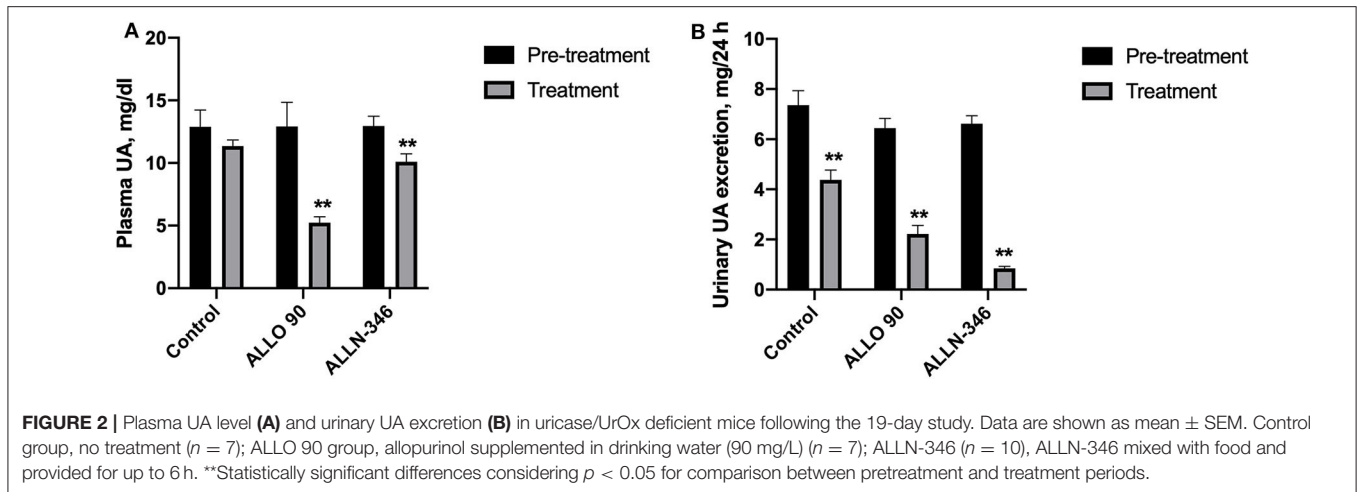 A
20
15
10
5
0
Plasma UA, mg/dl
Pre-treatment
Treatment
**
**
Control
ALLO 90
ALLN-346
B
10
8
6
4
2
0
Urinary UA excretion, mg/24 h
Pre-treatment
Treatment
**
**
**
Control
ALLO 90
ALLN-346
FIGURE 2 | Plasma UA level (A) and urinary UA excretion (B) in uricase/UrOx deficient mice following the 19-day study. Data are shown as mean ± SEM. Control
group, no treatment (n = 7); ALLO 90 group, allopurinol supplemented in drinking water (90 mg/L) (n = 7); ALLN-346 (n = 10), ALLN-346 mixed with food and
provided for up to 6 h. **Statistically significant differences considering p < 0.05 for comparison between pretreatment and treatment periods.